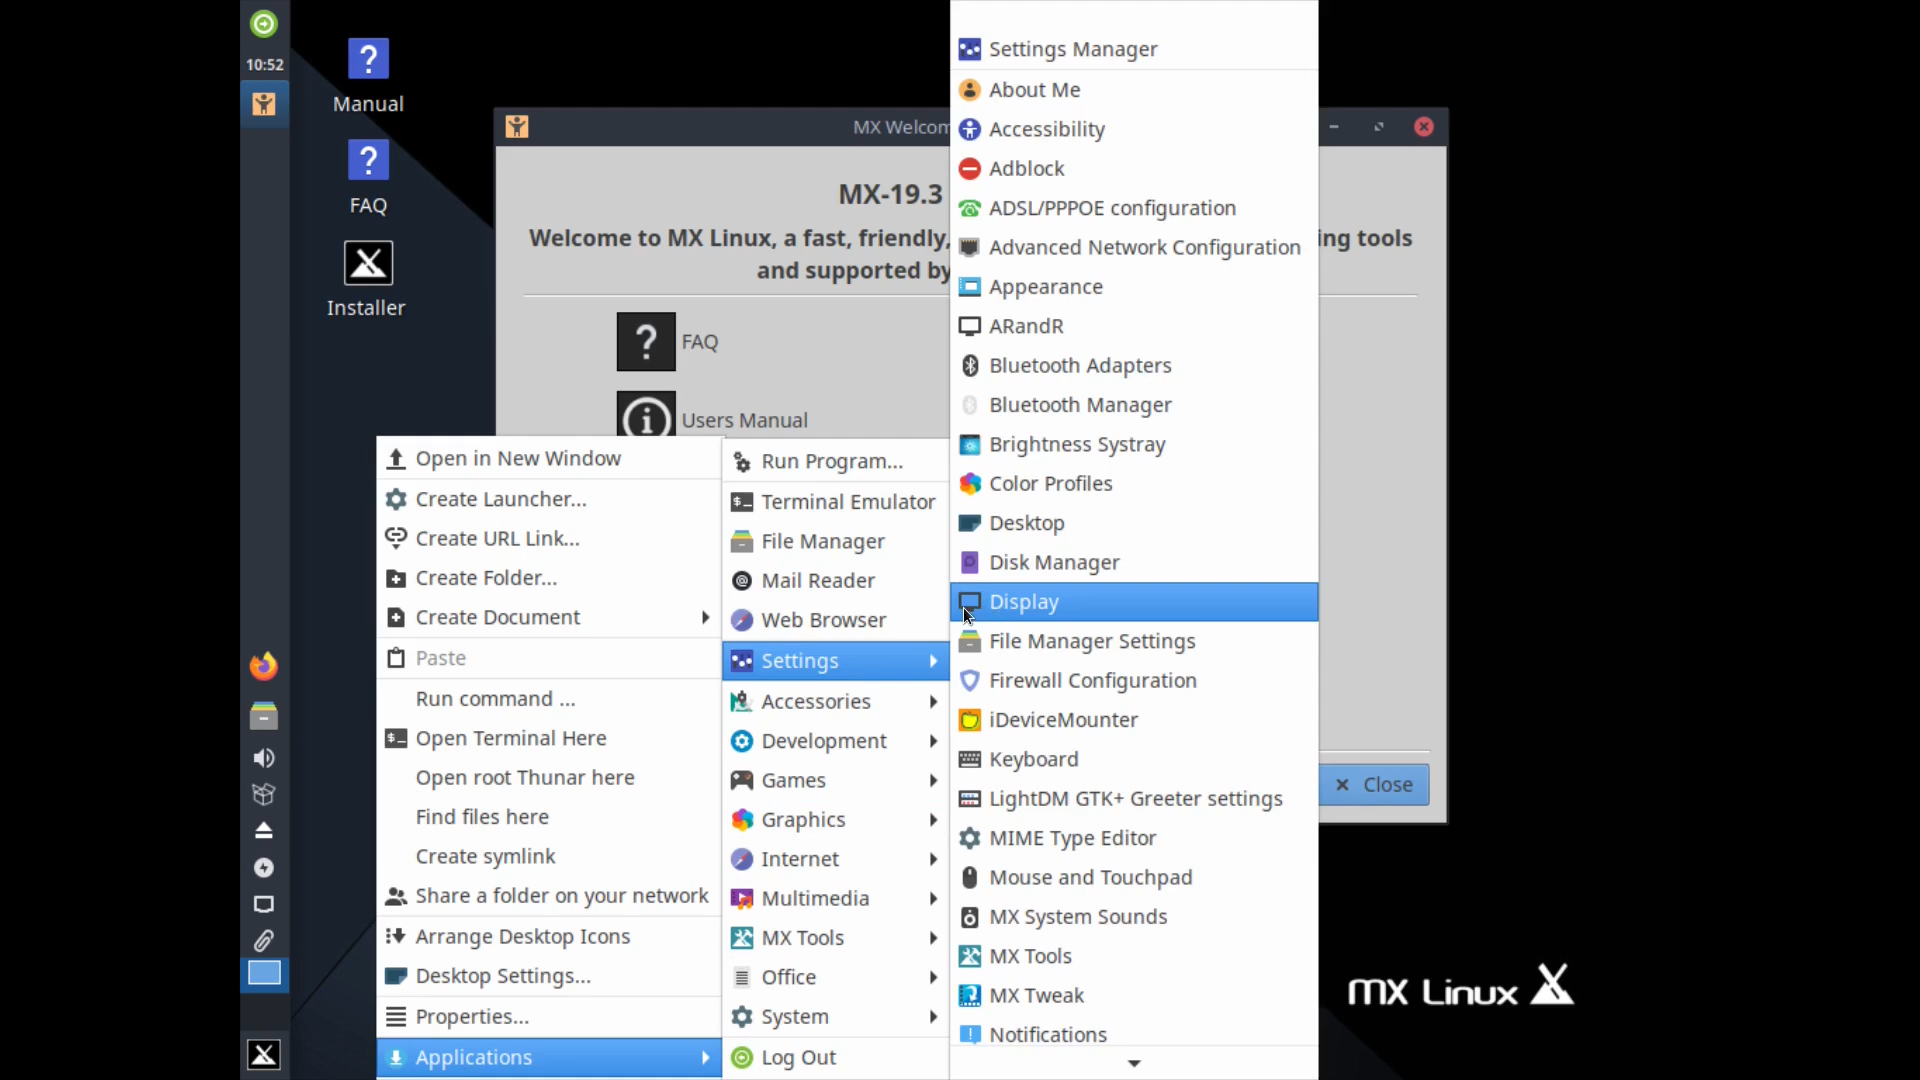 10:52
Manual
FAQ
Installer
MX Welcom
MX-19.3
Welcome to MX Linux, a fast, friendly,
ing tools
and supported by
FAQ
Users Manual
Close
Open in New Window
Create Launcher...
Create URL Link...
Create Folder...
Create Document
Paste
Run command ...
Open Terminal Here
Open root Thunar here
Find files here
Create symlink
Share a folder on your network
Arrange Desktop Icons
Desktop Settings...
Properties...
Applications
Run Program...
Terminal Emulator
File Manager
Mail Reader
Web Browser
Settings
Accessories
Development
Games
Graphics
Internet
Multimedia
MX Tools
Office
System
Log Out
Settings Manager
About Me
Accessibility
Adblock
ADSL/PPPOE configuration
Advanced Network Configuration
Appearance
ARandR
Bluetooth Adapters
Bluetooth Manager
Brightness Systray
Color Profiles
Desktop
Disk Manager
Display
File Manager Settings
Firewall Configuration
iDeviceMounter
Keyboard
LightDM GTK+ Greeter settings
MIME Type Editor
Mouse and Touchpad
MX System Sounds
MX Tools
MX Tweak
Notifications
MX Linux